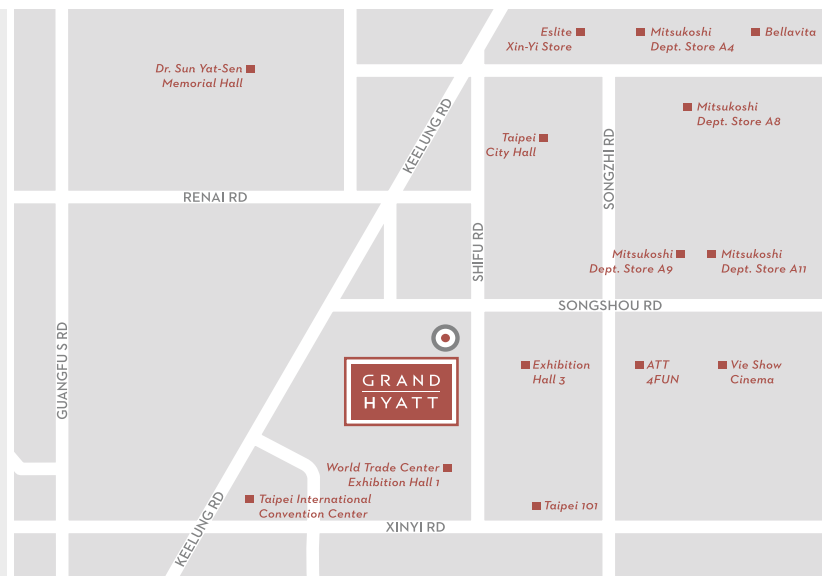 Eslite
Xin-Yi Store
Mitsukoshi
Dept. Store A4
Bellavita
Dr. Sun Yat-Sen
Memorial Hall
Mitsukoshi
Dept. Store A8
KEELUNG RD
Taipei
City Hall
SONGZHI RD
RENAI RD
SHIFU RD
Mitsukoshi
Dept. Store A9
Mitsukoshi
Dept. Store A11
SONGSHOU RD
GUANGFU S RD
GRAND
HYATT
Exhibition
Hall 3
ATT
4FUN
Vie Show
Cinema
World Trade Center
Exhibition Hall 1
Taipei International
Convention Center
Taipei 101
KEELUNG RD
XINYI RD